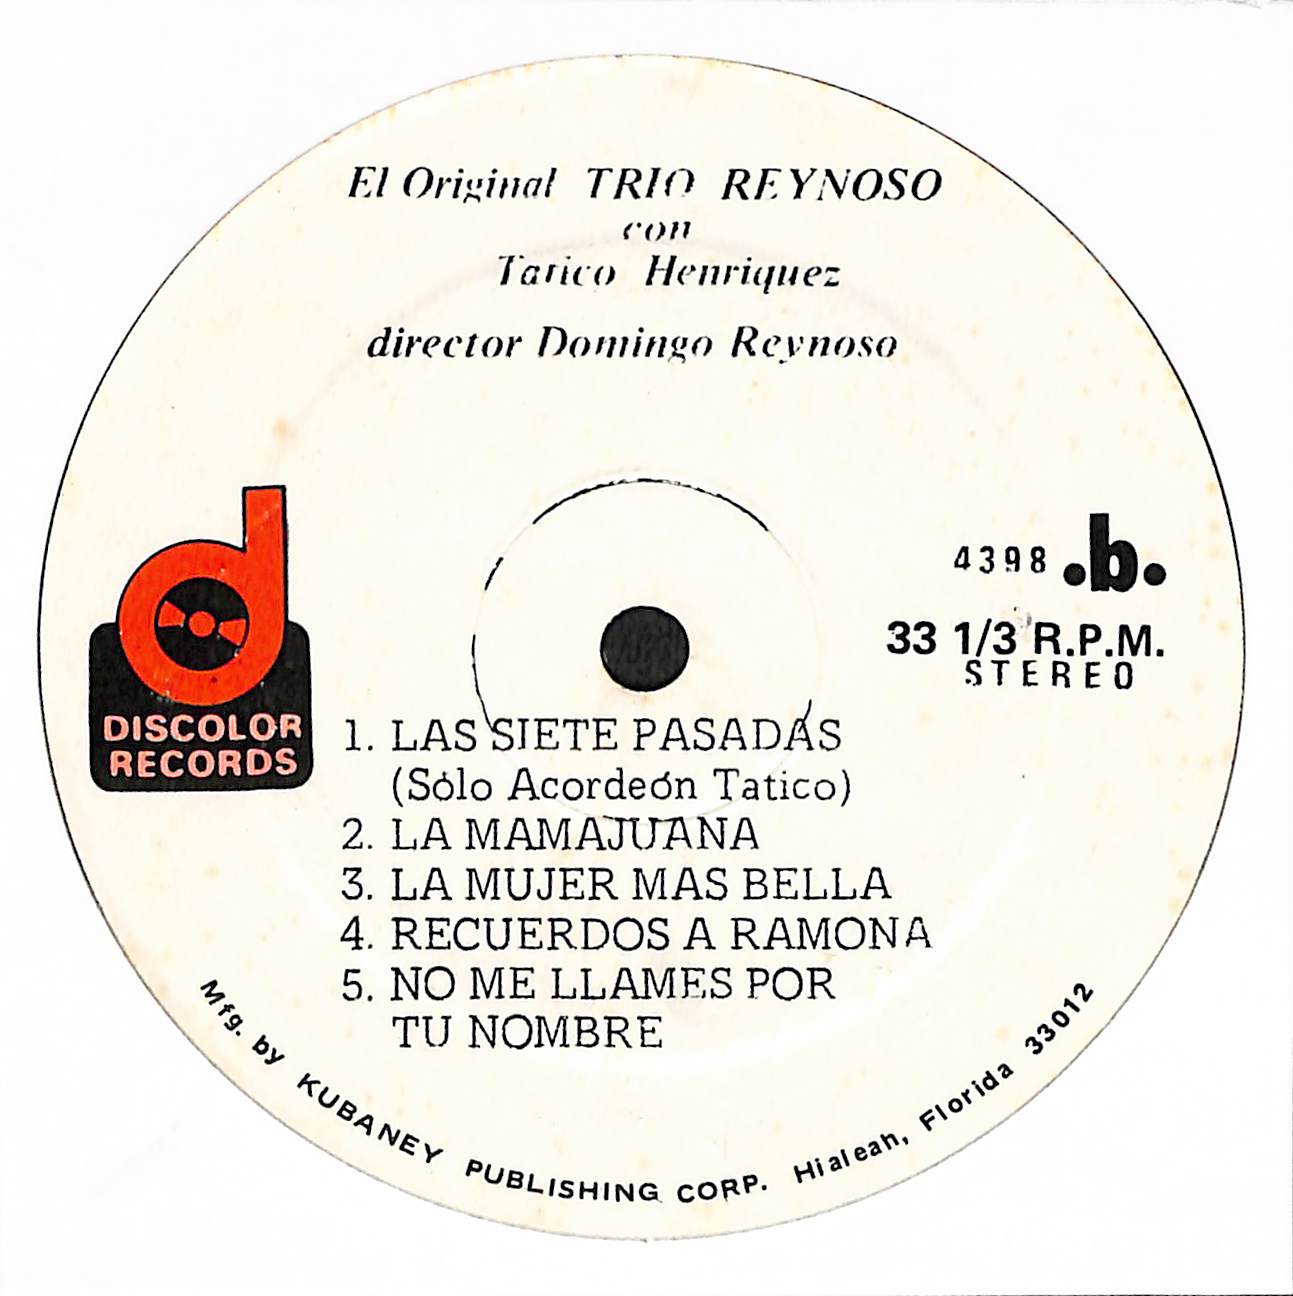 El Original TRIO REYNOSO
con
Tatico Henriquez
director Domingo Reynoso
4398 .b.
33 1/3 R.P.M.
STEREO
DISCOLOR
RECORDS
1. LAS SIETE PASADAS
(Sólo Acordeón Tatico)
2. LA MAMAJUANA
3. LA MUJER MAS BELLA
4. RECUERDOS A RAMONA
5. NO ME LLAMES POR
TU NOMBRE
Mfg. by KUBANEY PUBLISHING CORP. Hialeah, Florida 33012